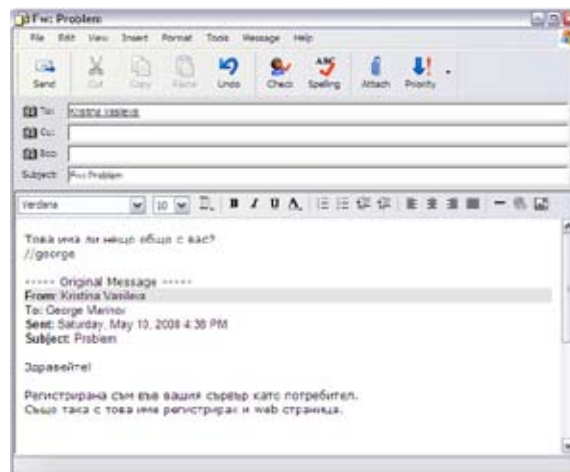 Fw: Problem
File Edit View Insert Format Tools Message Help
Send Cut Copy Paste Undo Check Spelling Attach Priority
To: Kristina Vasileva
Cc:
Bcc:
Subject: Fw: Problem
Verdana 10 B I U A
Това има ли нещо общо с вас?
//george
----- Original Message -----
From: Kristina Vasileva
To: George Marinov
Sent: Saturday, May 10, 2008 4:38 PM
Subject: Problem
Здравейте!
Регистрирана съм във вашия сървър като потребител.
Също така с това име регистрирах и web страница.